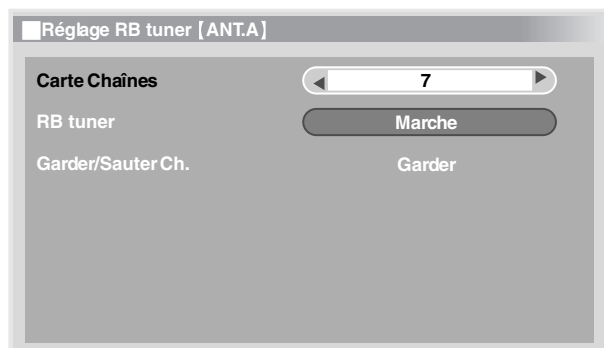 Réglage RB tuner [ANT.A]
Carte Chaînes 7
RB tuner Marche
Garder/Sauter Ch. Garder